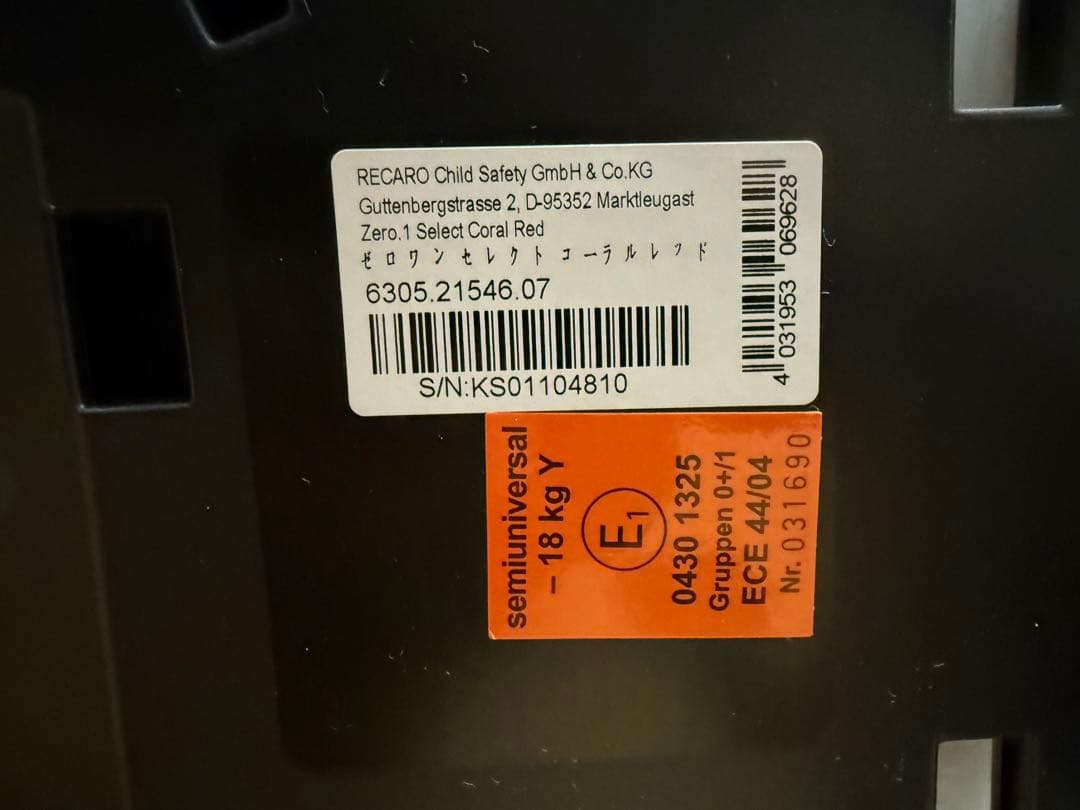 RECARO Child Safety GmbH & Co.KG
Guttenbergstrasse 2, D-95352 Marktleugast
Zero.1 Select Coral Red
ゼロワンセレクト コーラルレッド
6305.21546.07
S/N:KS01104810
4 031953 069628
semiuniversal
– 18 kg Y
E1
0430 1325
Gruppen 0+/1
ECE 44/04
Nr. 031690